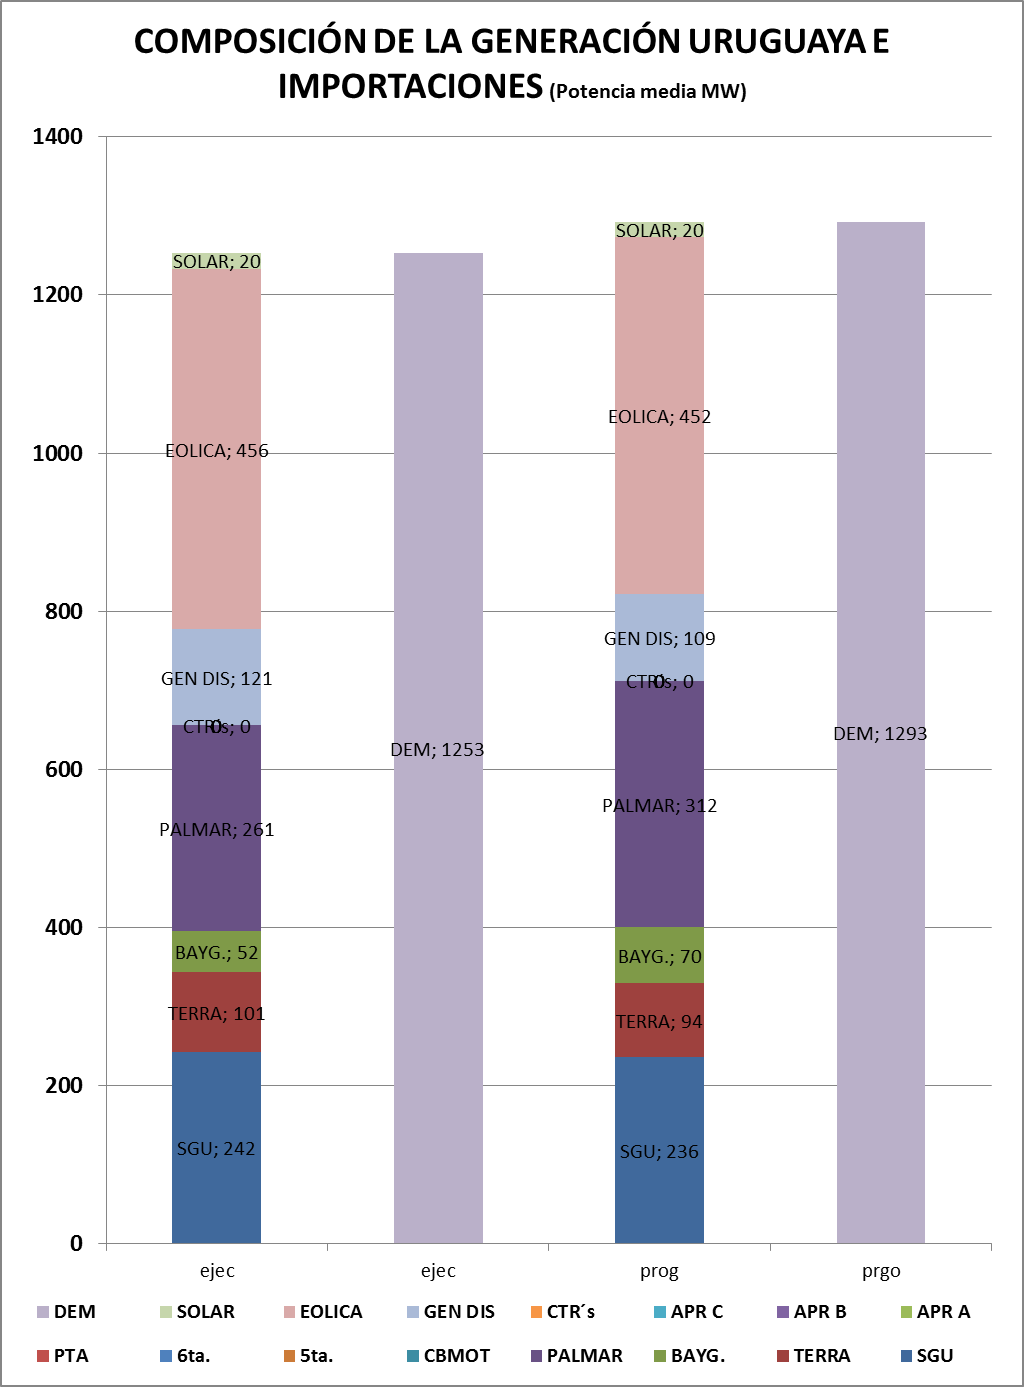 COMPOSICIÓN DE LA GENERACIÓN URUGUAYA E
IMPORTACIONES (Potencia media MW)
1400
1200
1000
800
600
400
200
0
SOLAR; 20
EOLICA; 456
GEN DIS; 121
CTR´s; 0
0
PALMAR; 261
BAYG.; 52
TERRA; 101
SGU; 242
DEM; 1253
SOLAR; 20
EOLICA; 452
GEN DIS; 109
CTR´s; 0
0
PALMAR; 312
BAYG.; 70
TERRA; 94
SGU; 236
DEM; 1293
ejec ejec prog prgo
DEM SOLAR EOLICA GEN DIS CTR´s APR C APR B APR A
PTA 6ta. 5ta. CBMOT PALMAR BAYG. TERRA SGU